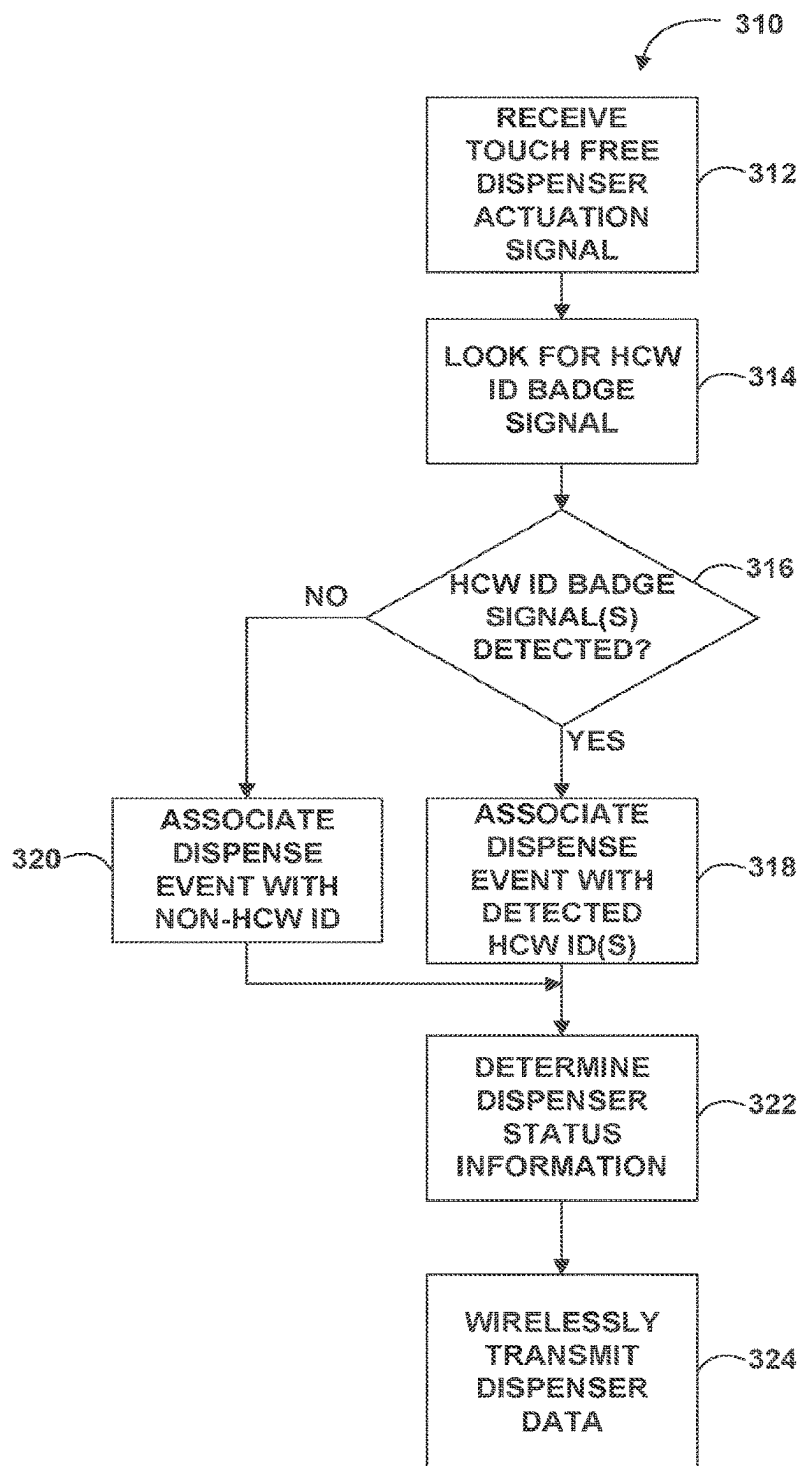 310
RECEIVE
TOUCH FREE
DISPENSER
ACTUATION
SIGNAL
312
LOOK FOR HCW
ID BADGE
SIGNAL
314
HCW ID BADGE
SIGNAL(S)
DETECTED?
316
NO
YES
320
ASSOCIATE
DISPENSE
EVENT WITH
NON-HCW ID
ASSOCIATE
DISPENSE
EVENT WITH
DETECTED
HCW ID(S)
318
DETERMINE
DISPENSER
STATUS
INFORMATION
322
WIRELESSLY
TRANSMIT
DISPENSER
DATA
324